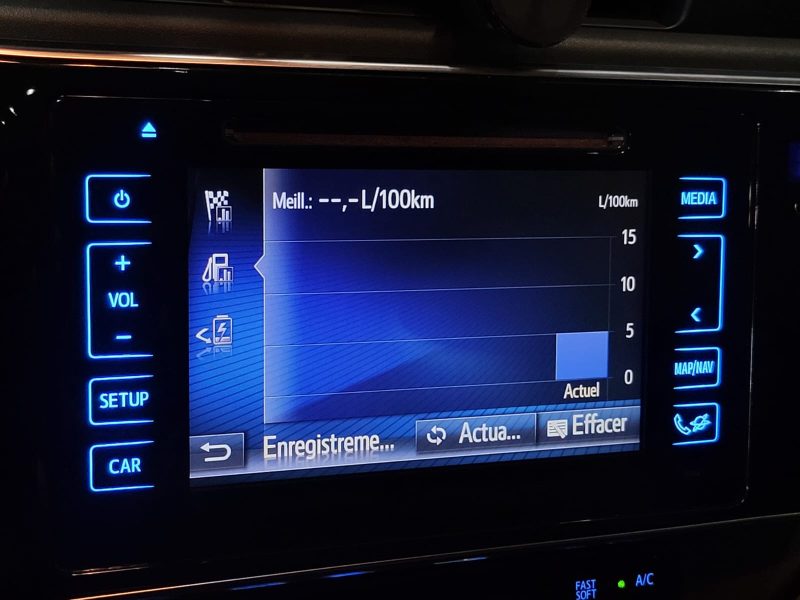 Meill.: --,- L/100km
L/100km
15
10
5
0
Actuel
Enregistreme...
Actua...
Effacer
+
VOL
-
SETUP
CAR
MEDIA
>
<
MAP/NAV
FAST
SOFT
A/C